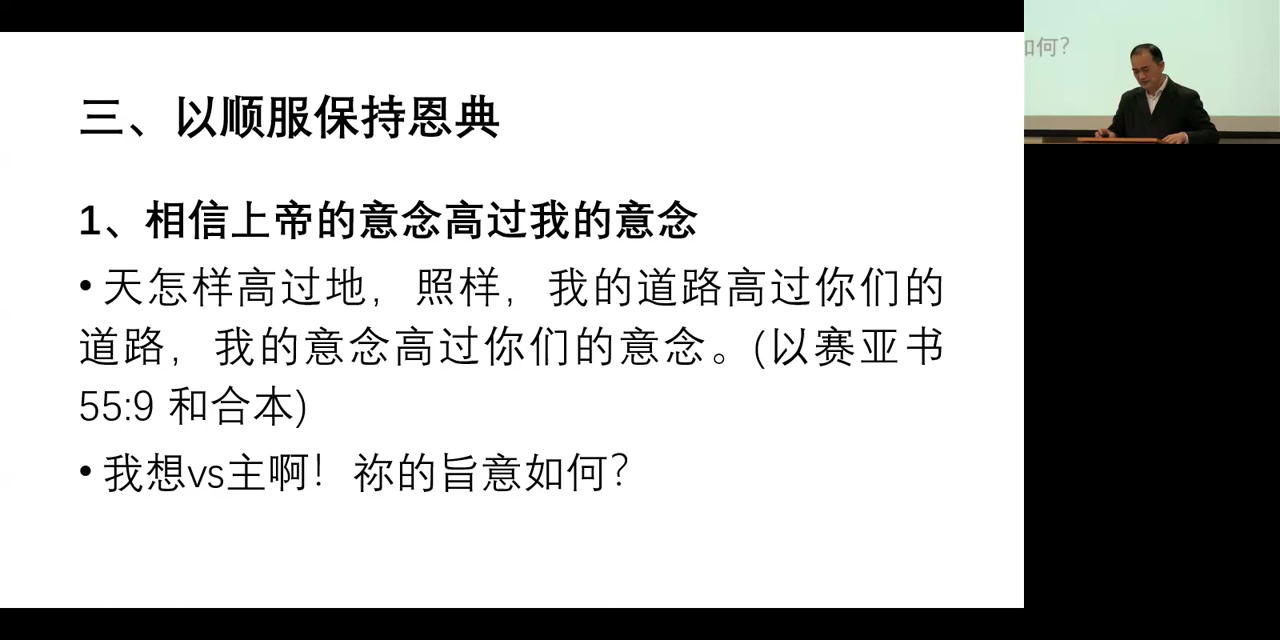 三、以顺服保持恩典
1、相信上帝的意念高过我的意念
•天怎样高过地，照样，我的道路高过你们的
道路，我的意念高过你们的意念。(以赛亚书
55:9 和合本)
•我想vs主啊！祢的旨意如何？
如何？